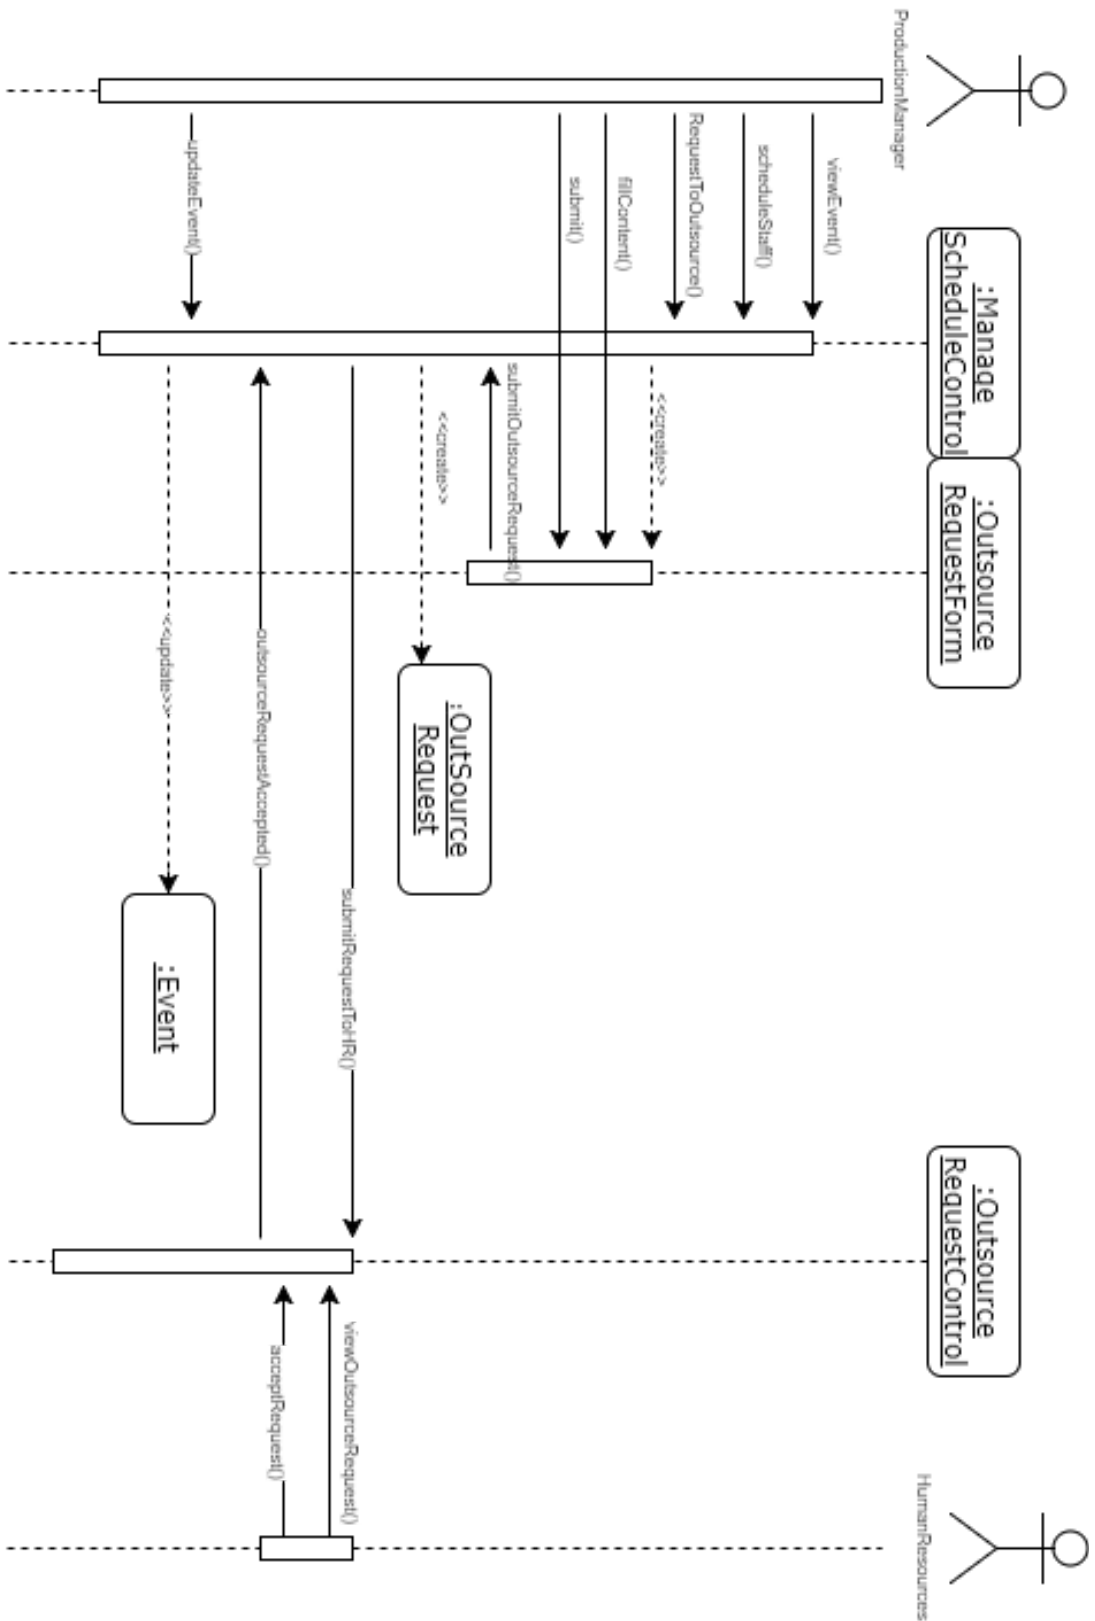 ProductionManager
:Manage
ScheduleControl
:Outsource
RequestForm
:Outsource
RequestControl
HumanResources
viewEvent()
scheduleStaff()
RequestToOutsource()
<<create>>
fillContent()
submit()
submitOutsourceRequest()
<<create>>
:OutSource
Request
submitRequestToHR()
viewOutsourceRequest()
acceptRequest()
outsourceRequestAccepted()
updateEvent()
<<update>>
:Event